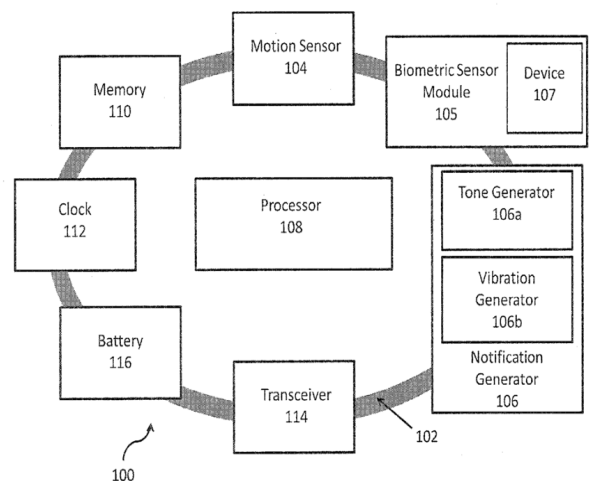 Motion Sensor
104
Biometric Sensor
Module
105
Device
107
Memory
110
Tone Generator
106a
Clock
112
Processor
108
Vibration
Generator
106b
Notification
Generator
106
Battery
116
Transceiver
114
102
100